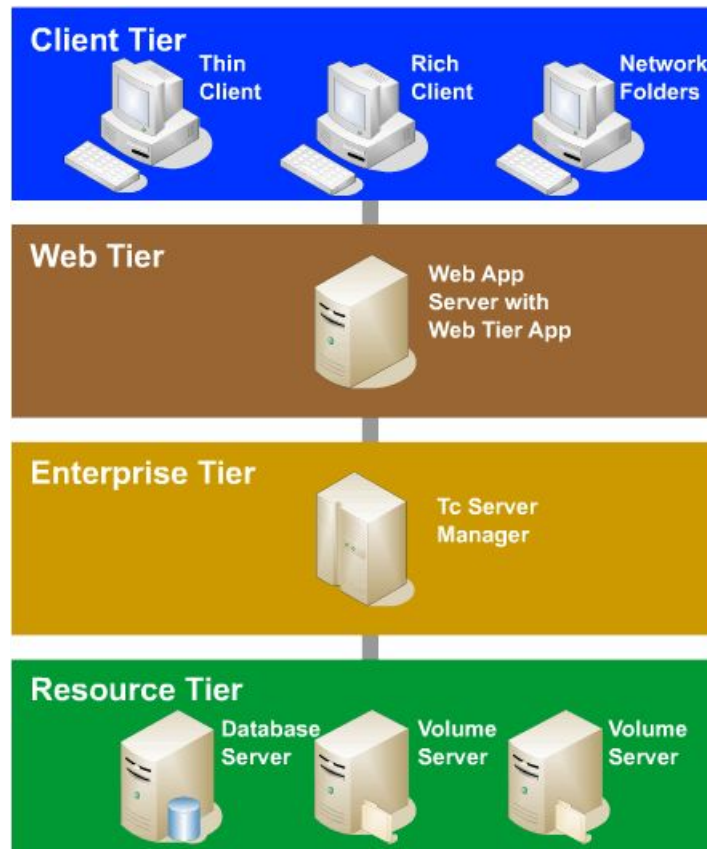 Client Tier
Thin
Client
Rich
Client
Network
Folders
Web Tier
Web App
Server with
Web Tier App
Enterprise Tier
Tc Server
Manager
Resource Tier
Database
Server
Volume
Server
Volume
Server